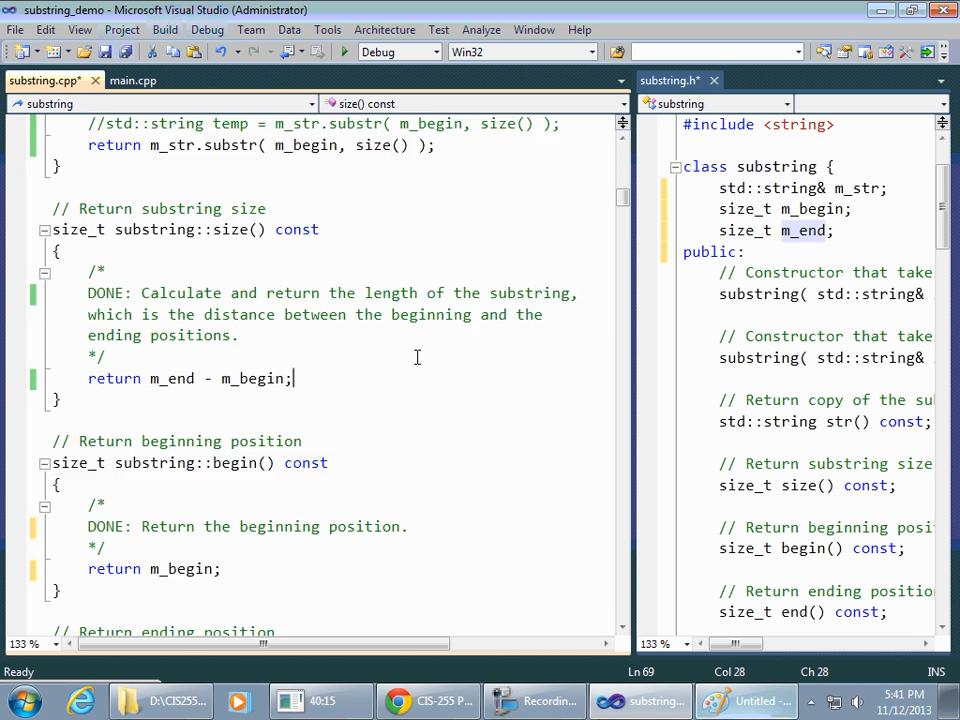 substring_demo - Microsoft Visual Studio (Administrator)
File Edit View Project Build Debug Team Data Tools Architecture Test Analyze Window Help
Debug Win32
substring.cpp* main.cpp substring.h*
substring size() const substring
//std::string temp = m_str.substr( m_begin, size() );
return m_str.substr( m_begin, size() );
}
// Return substring size
size_t substring::size() const
{
/*
DONE: Calculate and return the length of the substring,
which is the distance between the beginning and the
ending positions.
*/
return m_end - m_begin;
}
// Return beginning position
size_t substring::begin() const
{
/*
DONE: Return the beginning position.
*/
return m_begin;
}
// Return ending position
133 %
#include <string>
class substring {
std::string& m_str;
size_t m_begin;
size_t m_end;
public:
// Constructor that take
substring( std::string&
// Constructor that take
substring( std::string&
// Return copy of the su
std::string str() const;
// Return substring size
size_t size() const;
// Return beginning posi
size_t begin() const;
// Return ending positio
size_t end() const;
133 %
Ready Ln 69 Col 28 Ch 28 INS
D:\CIS255... 40:15 CIS-255 P... Recordin... substring... Untitled -... 5:41 PM
11/12/2013